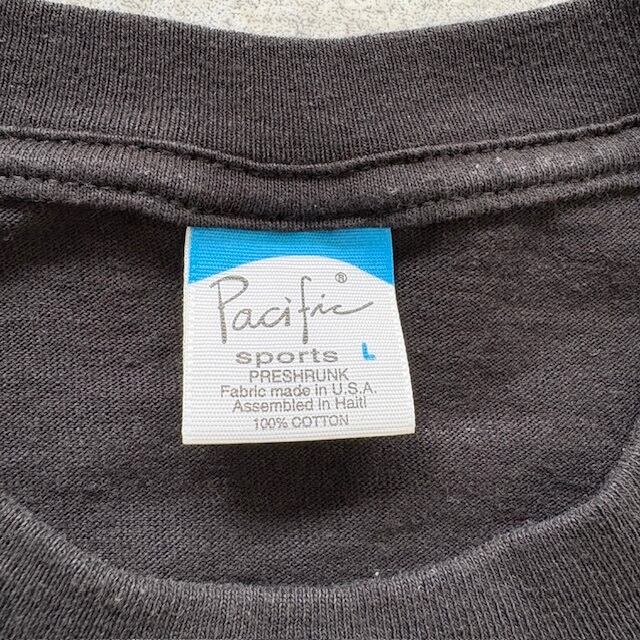 Pacific®
sports L
PRESHRUNK
Fabric made in U.S.A.
Assembled in Haiti
100% COTTON